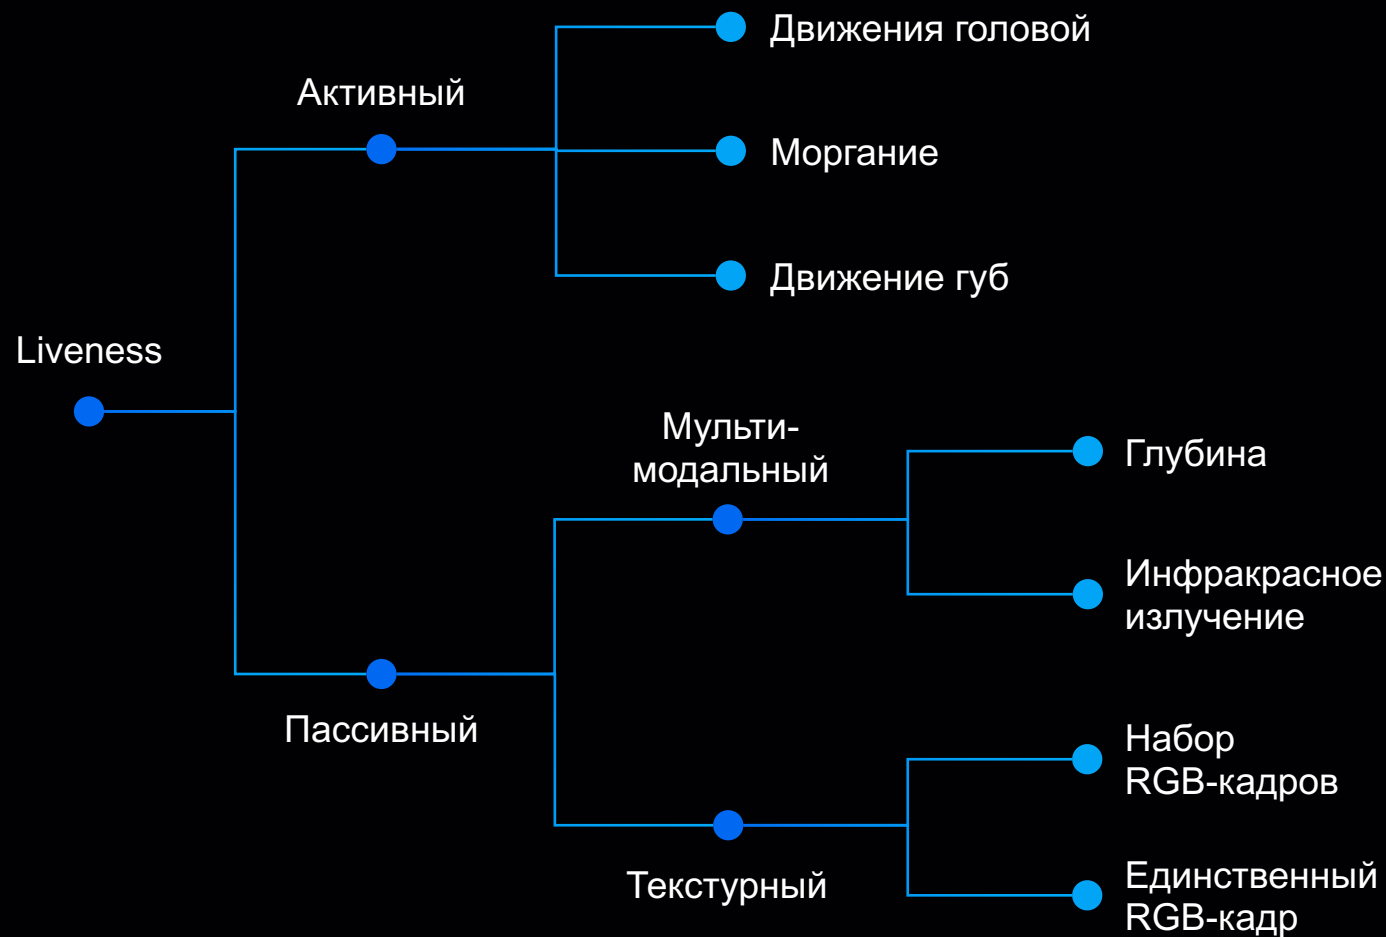 Движения головой
Активный
Моргание
Движение губ
Liveness
Мульти-
модальный
Глубина
Инфракрасное
излучение
Пассивный
Набор
RGB-кадров
Текстурный
Единственный
RGB-кадр